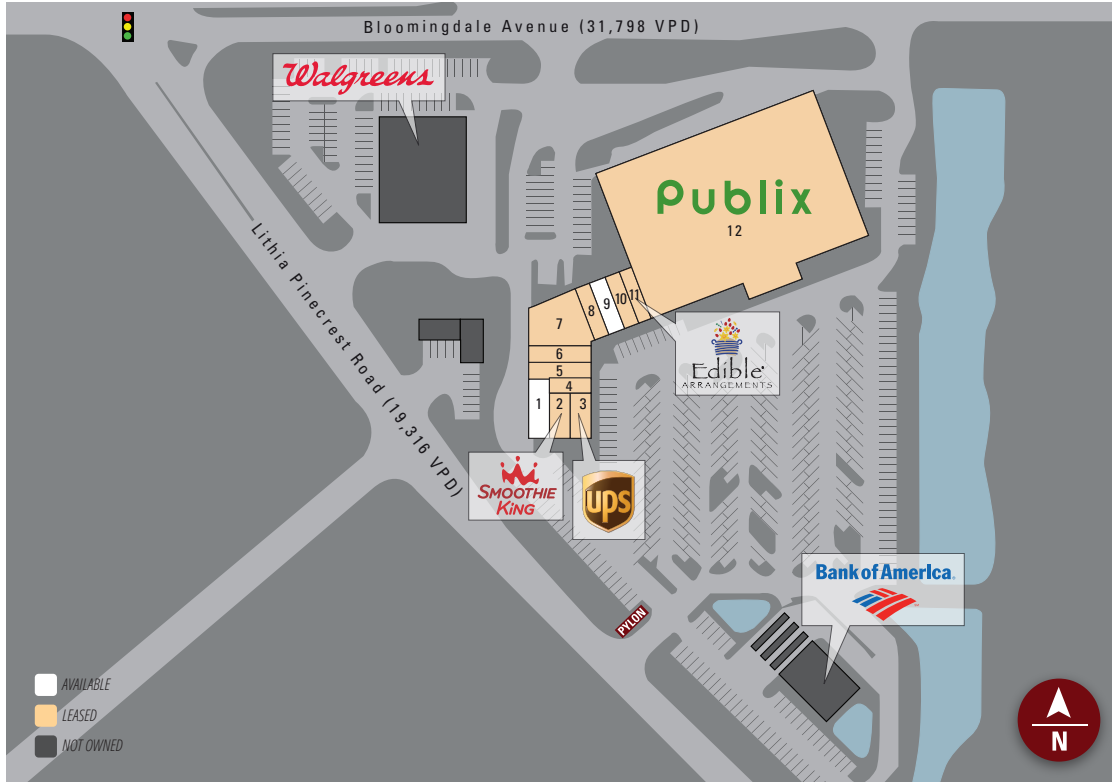 Bloomingdale Avenue (31,798 VPD)
Walgreens
Publix
12
Lithia Pinecrest Road (19,316 VPD)
7
8
9
10
11
6
5
4
1
2
3
Edible
ARRANGEMENTS
SMOOTHIE
KING
ups
Bank of America
PYLON
AVAILABLE
LEASED
NOT OWNED
N